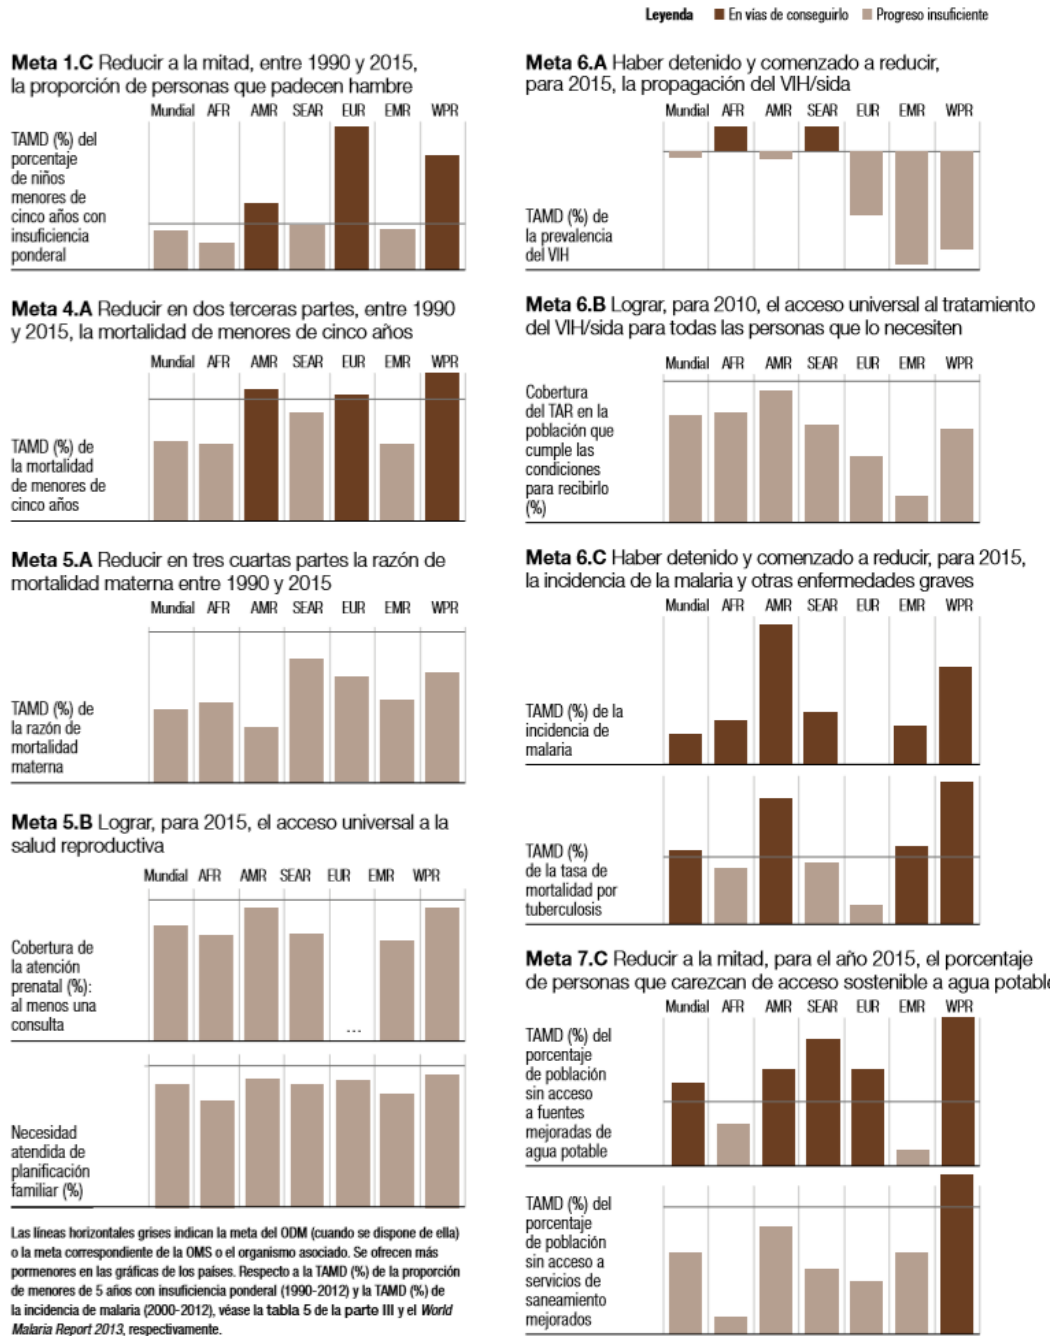 Leyenda En vías de conseguirlo Progreso insuficiente
Meta 1.C Reducir a la mitad, entre 1990 y 2015,
la proporción de personas que padecen hambre
Mundial AFR AMR SEAR EUR EMR WPR
TAMD (%) del
porcentaje
de niños
menores de
cinco años con
insuficiencia
ponderal
Meta 4.A Reducir en dos terceras partes, entre 1990
y 2015, la mortalidad de menores de cinco años
Mundial AFR AMR SEAR EUR EMR WPR
TAMD (%) de
la mortalidad
de menores de
cinco años
Meta 5.A Reducir en tres cuartas partes la razón de
mortalidad materna entre 1990 y 2015
Mundial AFR AMR SEAR EUR EMR WPR
TAMD (%) de
la razón de
mortalidad
materna
Meta 5.B Lograr, para 2015, el acceso universal a la
salud reproductiva
Mundial AFR AMR SEAR EUR EMR WPR
Cobertura de
la atención
prenatal (%):
al menos una
consulta
...
Necesidad
atendida de
planificación
familiar (%)
Las líneas horizontales grises indican la meta del ODM (cuando se dispone de ella)
o la meta correspondiente de la OMS o el organismo asociado. Se ofrecen más
pormenores en las gráficas de los países. Respecto a la TAMD (%) de la proporción
de menores de 5 años con insuficiencia ponderal (1990-2012) y la TAMD (%) de
la incidencia de malaria (2000-2012), véase la tabla 5 de la parte III y el World
Malaria Report 2013, respectivamente.
Meta 6.A Haber detenido y comenzado a reducir,
para 2015, la propagación del VIH/sida
Mundial AFR AMR SEAR EUR EMR WPR
TAMD (%) de
la prevalencia
del VIH
Meta 6.B Lograr, para 2010, el acceso universal al tratamiento
del VIH/sida para todas las personas que lo necesiten
Mundial AFR AMR SEAR EUR EMR WPR
Cobertura
del TAR en la
población que
cumple las
condiciones
para recibirlo
(%)
Meta 6.C Haber detenido y comenzado a reducir, para 2015,
la incidencia de la malaria y otras enfermedades graves
Mundial AFR AMR SEAR EUR EMR WPR
TAMD (%) de la
incidencia de
malaria
TAMD (%)
de la tasa de
mortalidad por
tuberculosis
Meta 7.C Reducir a la mitad, para el año 2015, el porcentaje
de personas que carezcan de acceso sostenible a agua potable
Mundial AFR AMR SEAR EUR EMR WPR
TAMD (%) del
porcentaje
de población
sin acceso
a fuentes
mejoradas de
agua potable
TAMD (%) del
porcentaje
de población
sin acceso a
servicios de
saneamiento
mejorados